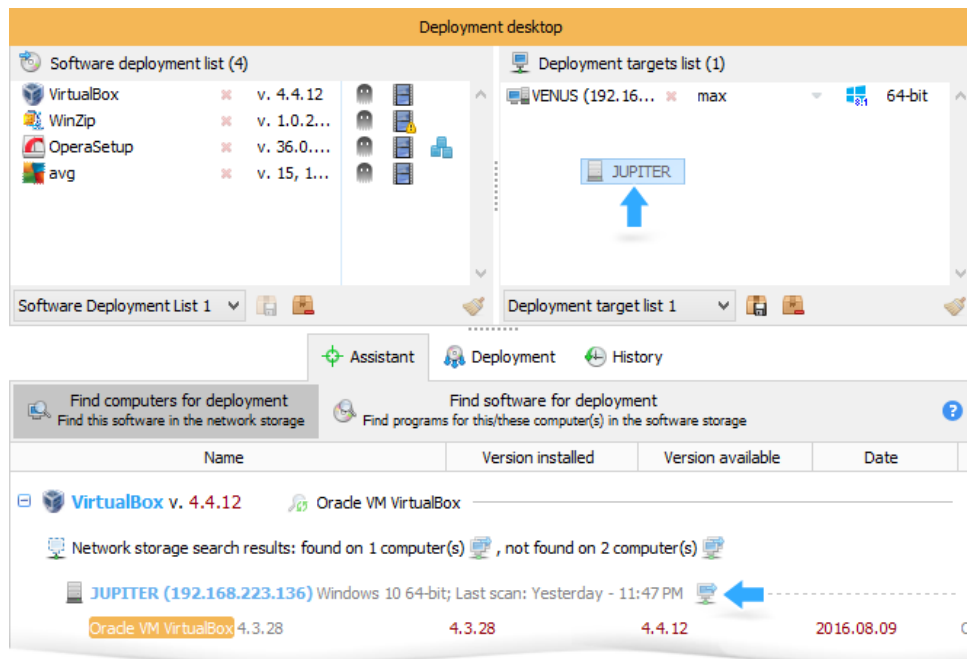 Deployment desktop
Software deployment list (4)
VirtualBox v. 4.4.12
WinZip v. 1.0.2...
OperaSetup v. 36.0....
avg v. 15, 1...
Software Deployment List 1
Deployment targets list (1)
VENUS (192.16... max 8.1 64-bit
JUPITER
Deployment target list 1
Assistant Deployment History
Find computers for deployment
Find this software in the network storage
Find software for deployment
Find programs for this/these computer(s) in the software storage
?
Name Version installed Version available Date
VirtualBox v. 4.4.12 Oracle VM VirtualBox
Network storage search results: found on 1 computer(s) , not found on 2 computer(s)
JUPITER (192.168.223.136) Windows 10 64-bit; Last scan: Yesterday - 11:47 PM
Oracle VM VirtualBox 4.3.28 4.3.28 4.4.12 2016.08.09